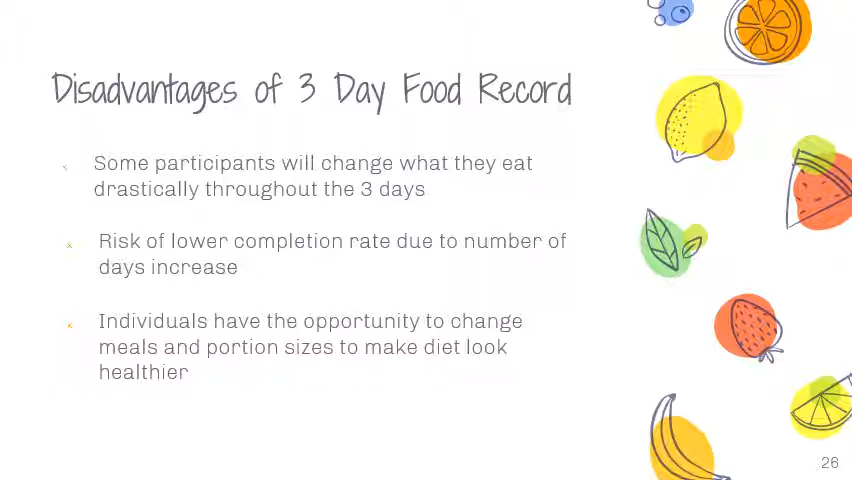 Disadvantages of 3 Day Food Record
Some participants will change what they eat
drastically throughout the 3 days
Risk of lower completion rate due to number of
days increase
Individuals have the opportunity to change
meals and portion sizes to make diet look
healthier
26